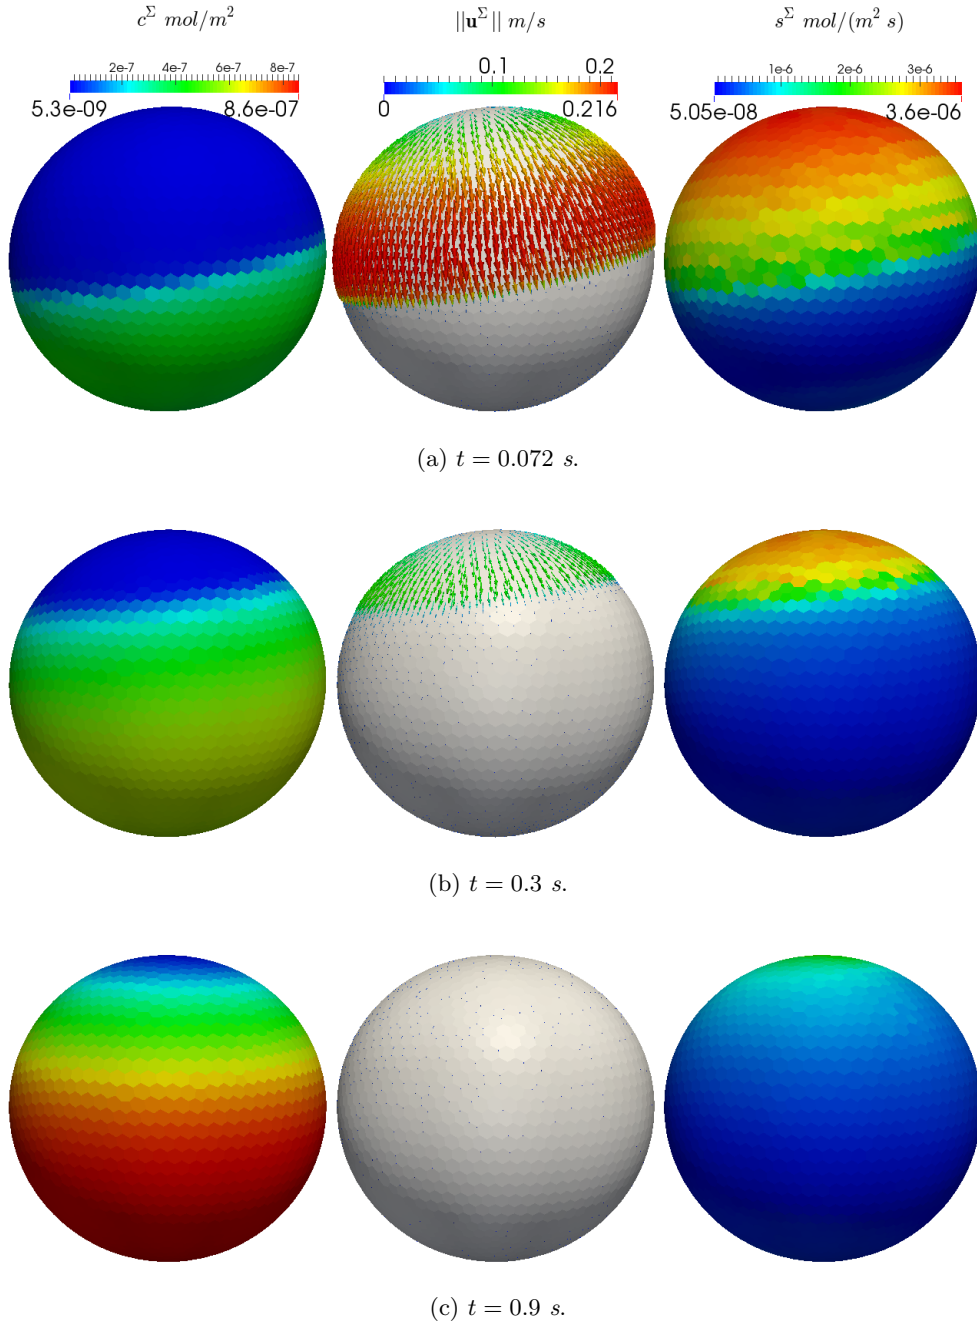 c^Σ mol/m^2 ||u^Σ|| m/s s^Σ mol/(m^2 s)
2e-7 4e-7 6e-7 8e-7 0.1 0.2 1e-6 2e-6 3e-6
5.3e-09 8.6e-07 0 0.216 5.05e-08 3.6e-06
(a) t = 0.072 s.
(b) t = 0.3 s.
(c) t = 0.9 s.